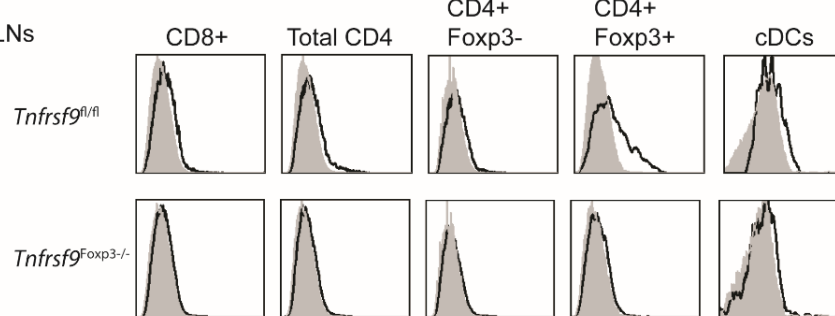 LNs
CD8+
Total CD4
CD4+
Foxp3-
CD4+
Foxp3+
cDCs
Tnfrsf9fl/fl
Tnfrsf9Foxp3-/-